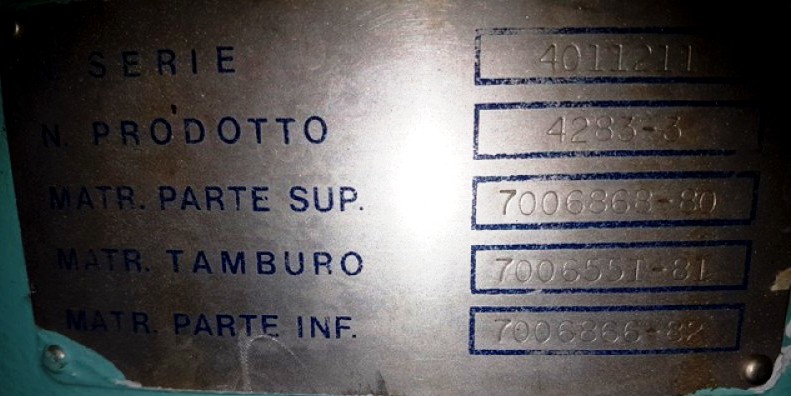 SERIE 4011211
N. PRODOTTO 4283-3
MATR. PARTE SUP. 7006868-80
MATR. TAMBURO 7006551-81
MATR. PARTE INF. 7006866-82